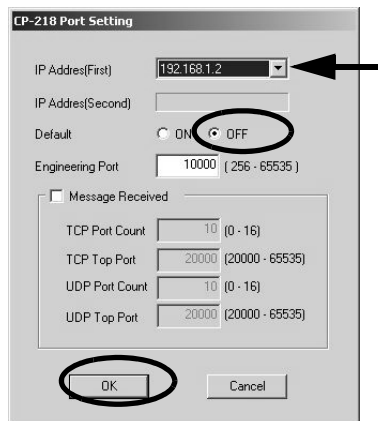 CP-218 Port Setting
IP Addres(First) 192.168.1.2
IP Addres(Second)
Default ON OFF
Engineering Port 10000 ( 256 - 65535 )
Message Received
TCP Port Count 10 (0 - 16)
TCP Top Port 20000 (20000 - 65535)
UDP Port Count 10 (0 - 16)
UDP Top Port 20000 (20000 - 65535)
OK Cancel